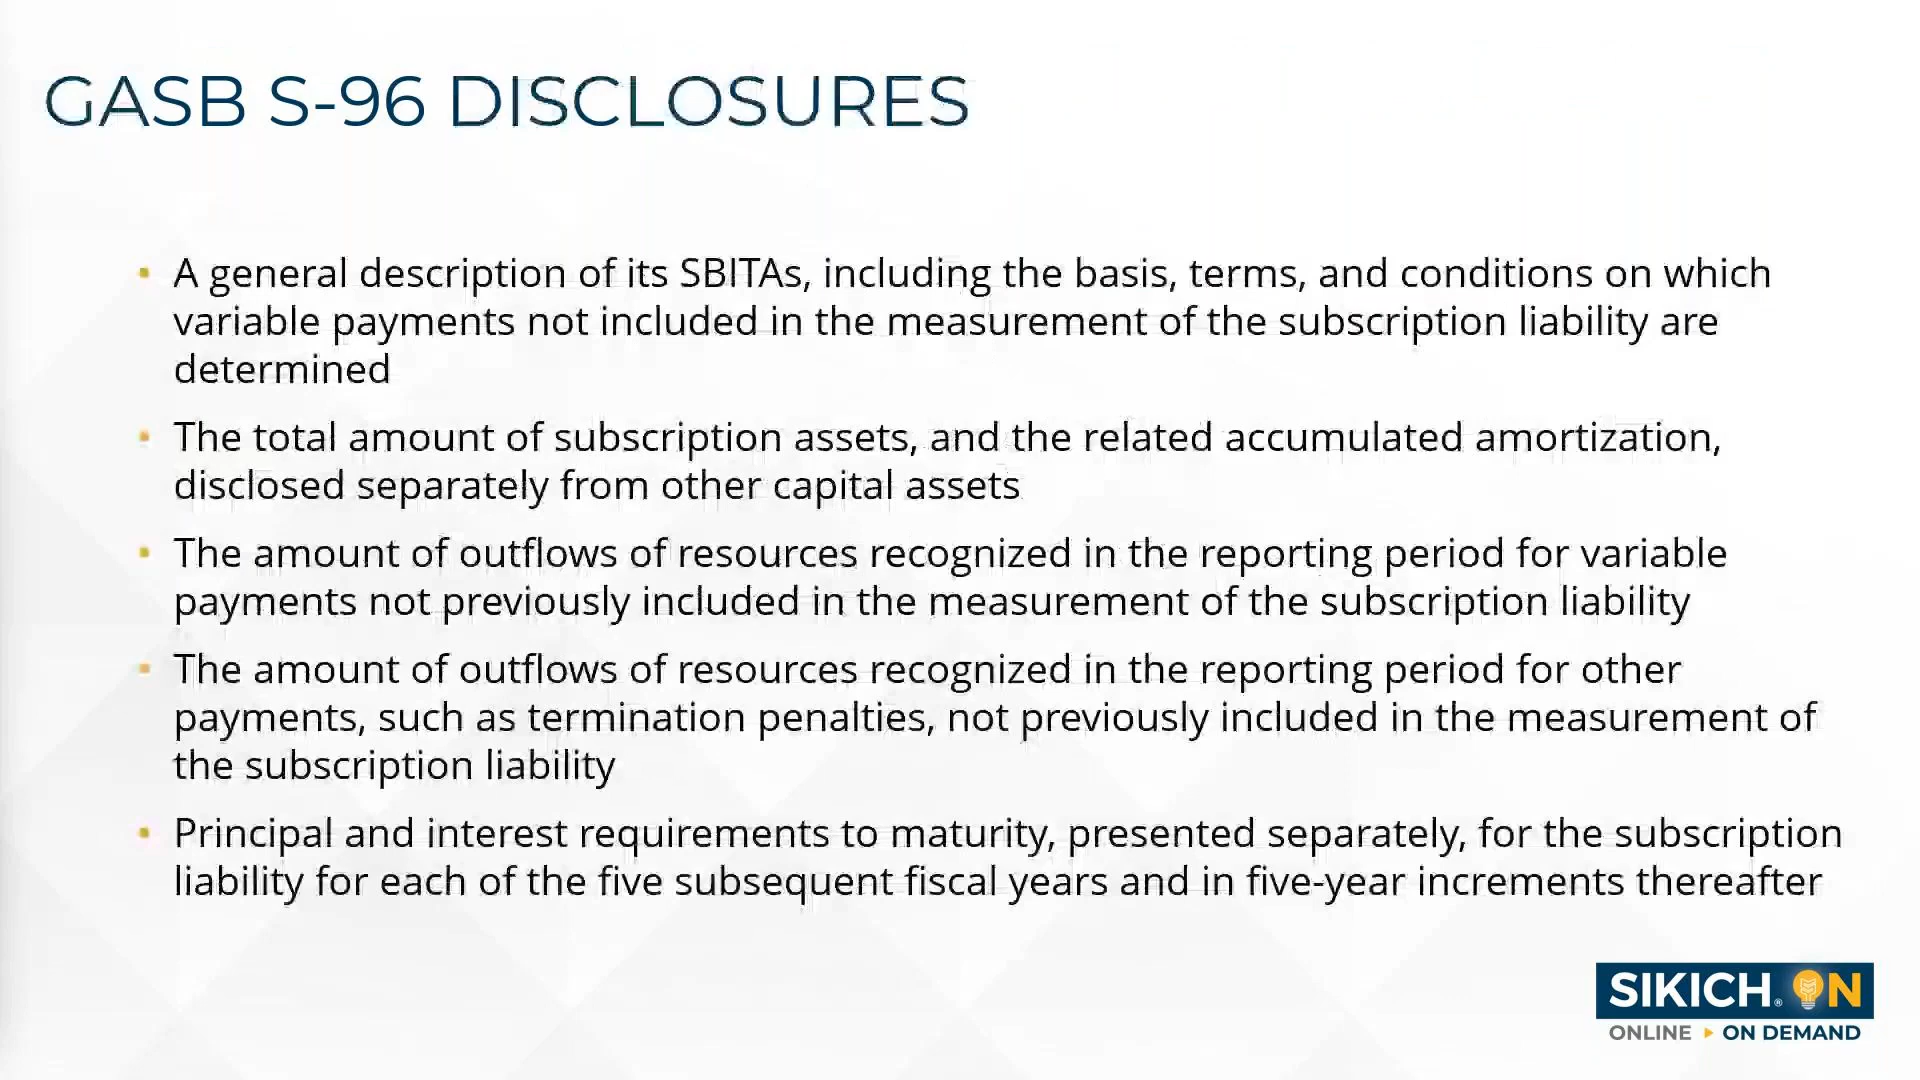 GASB S-96 DISCLOSURES
▪ A general description of its SBITAs, including the basis, terms, and conditions on which
variable payments not included in the measurement of the subscription liability are
determined
▪ The total amount of subscription assets, and the related accumulated amortization,
disclosed separately from other capital assets
▪ The amount of outflows of resources recognized in the reporting period for variable
payments not previously included in the measurement of the subscription liability
▪ The amount of outflows of resources recognized in the reporting period for other
payments, such as termination penalties, not previously included in the measurement of
the subscription liability
▪ Principal and interest requirements to maturity, presented separately, for the subscription
liability for each of the five subsequent fiscal years and in five-year increments thereafter
SIKICH® ON
ONLINE ▸ ON DEMAND